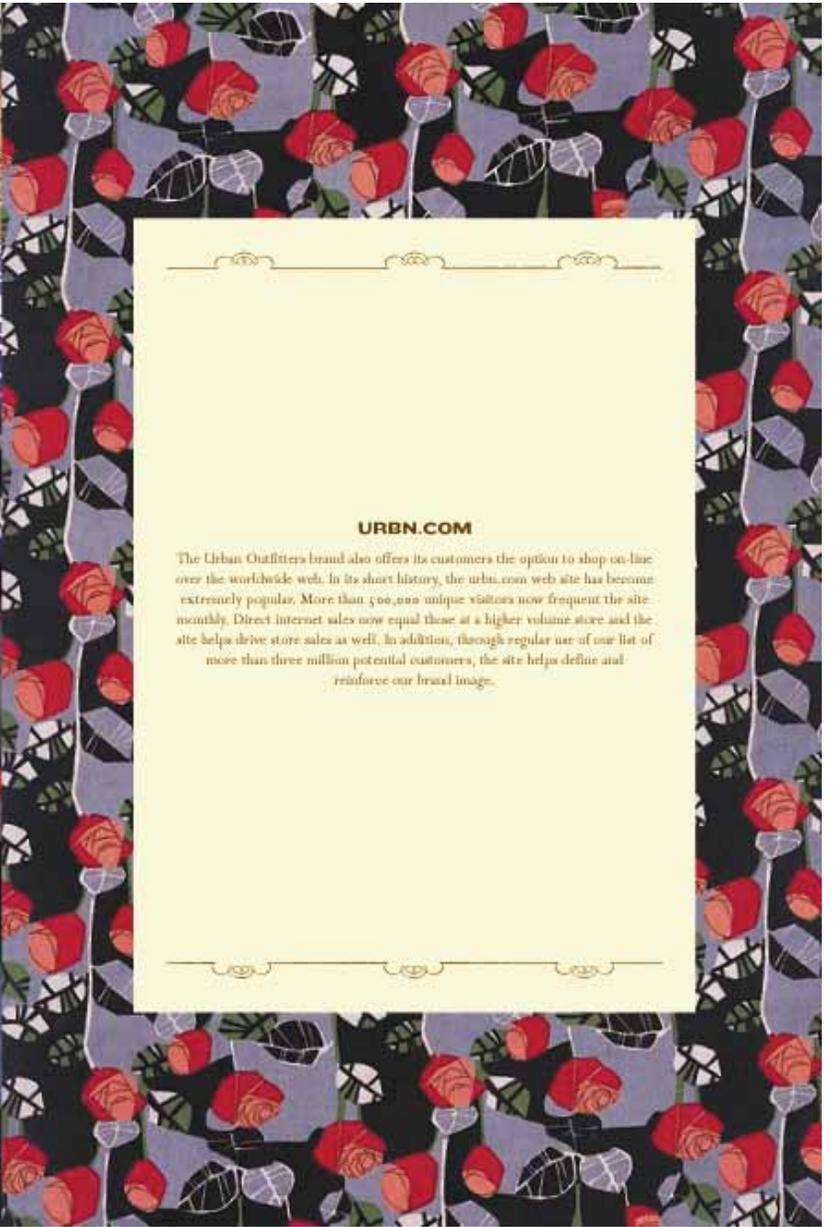 URBN.COM
The Urban Outfitters brand also offers its customers the option to shop on-line
over the worldwide web. In its short history, the urbn.com web site has become
extremely popular. More than 500,000 unique visitors now frequent the site
monthly. Direct internet sales now equal those at a higher volume store and the
site helps drive store sales as well. In addition, through regular use of our list of
more than three million potential customers, the site helps define and
reinforce our brand image.